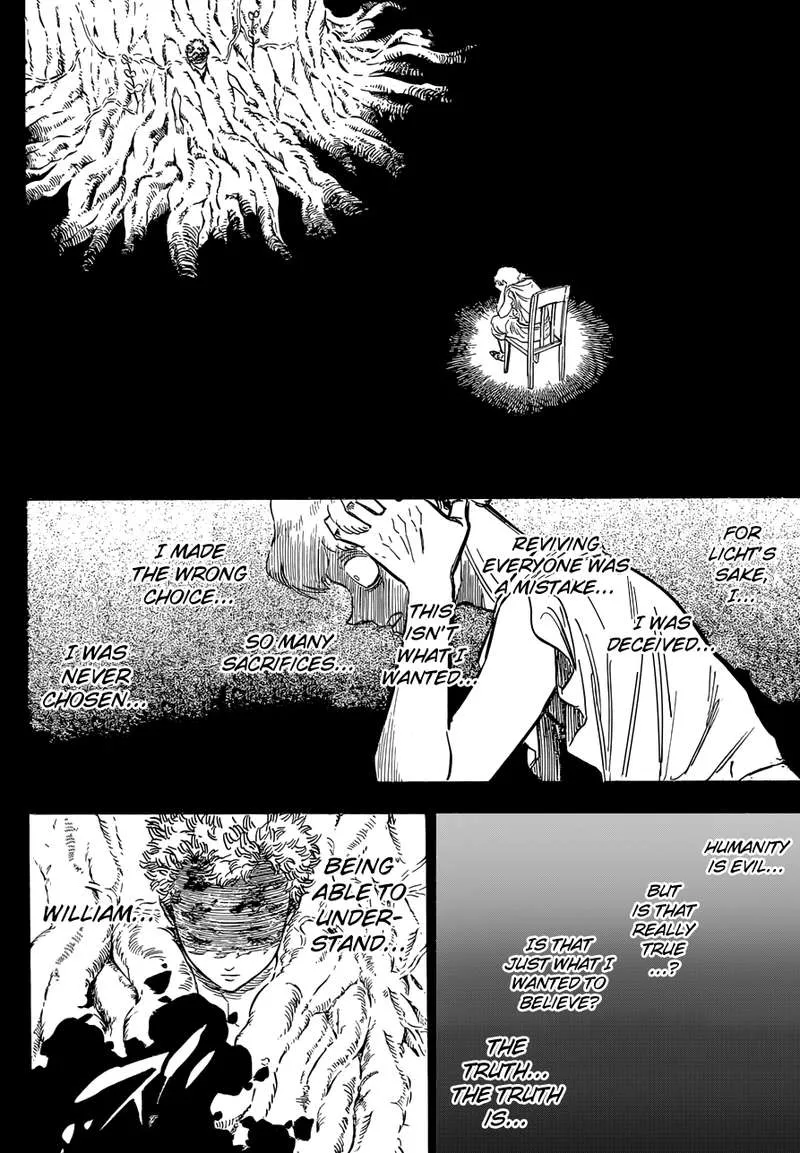 FOR
LICHT'S
SAKE,
I...
REVIVING
EVERYONE WAS
A MISTAKE...
I WAS
DECEIVED...
THIS
ISN'T
WHAT I
WANTED...
I MADE
THE WRONG
CHOICE...
SO MANY
SACRIFICES...
I WAS
NEVER
CHOSEN...
HUMANITY
IS EVIL...
BUT
IS THAT
REALLY
TRUE
...?
IS THAT
JUST WHAT I
WANTED TO
BELIEVE?
THE
TRUTH...
THE TRUTH
IS...
BEING
ABLE TO
UNDER-
STAND...
WILLIAM...